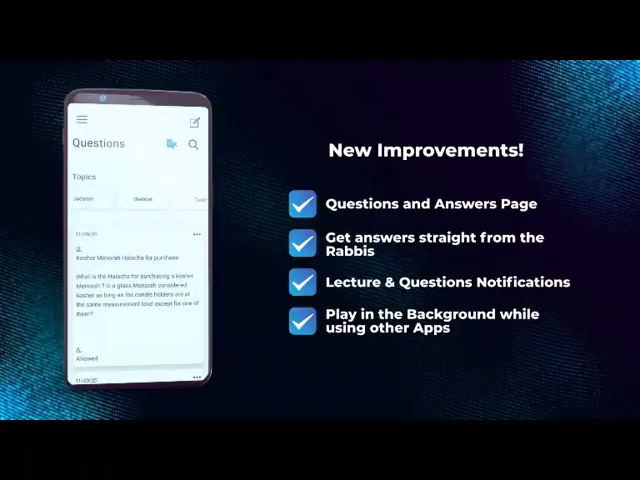 Questions
Topics
Judaism
Shabbat
11/29/20
Q:
Kosher Menorah Halacha for purchase
What is the Halacha for purchasing a kosher
Menorah ? Is a glass Menorah considered
kosher as long as the candle holders are at
the same measurement level except for one of
them?
A:
Allowed
New Improvements!
Questions and Answers Page
Get answers straight from the
Rabbis
Lecture & Questions Notifications
Play in the Background while
using other Apps